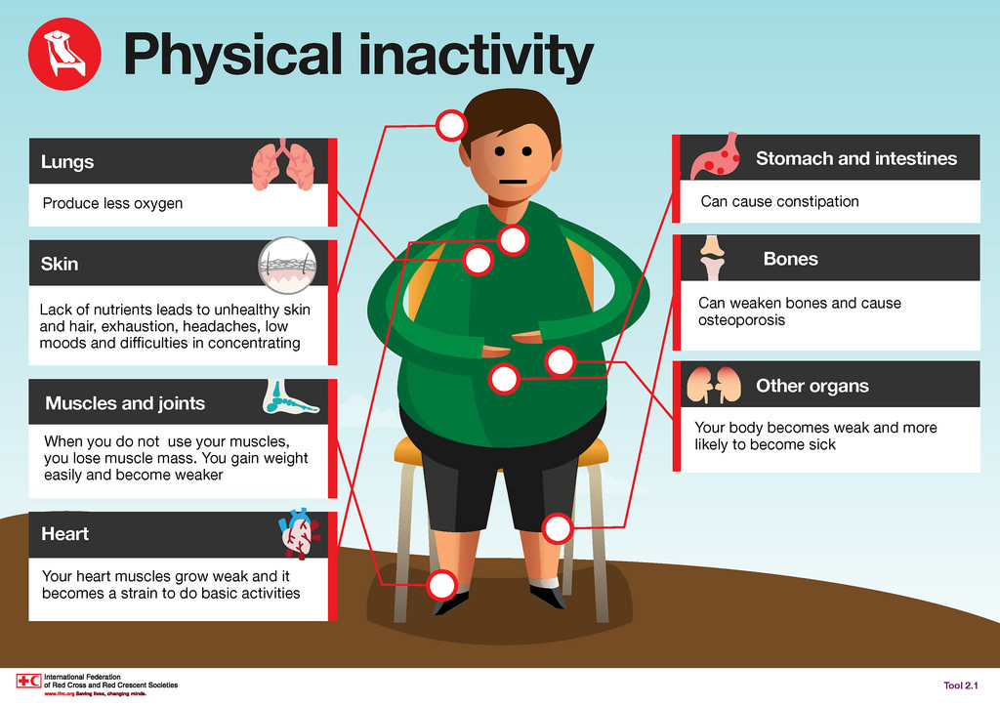 Physical inactivity
Lungs
Produce less oxygen
Skin
Lack of nutrients leads to unhealthy skin
and hair, exhaustion, headaches, low
moods and difficulties in concentrating
Muscles and joints
When you do not use your muscles,
you lose muscle mass. You gain weight
easily and become weaker
Heart
Your heart muscles grow weak and it
becomes a strain to do basic activities
Stomach and intestines
Can cause constipation
Bones
Can weaken bones and cause
osteoporosis
Other organs
Your body becomes weak and more
likely to become sick
International Federation
of Red Cross and Red Crescent Societies
www.ifrc.org Saving lives, changing minds.
Tool 2.1